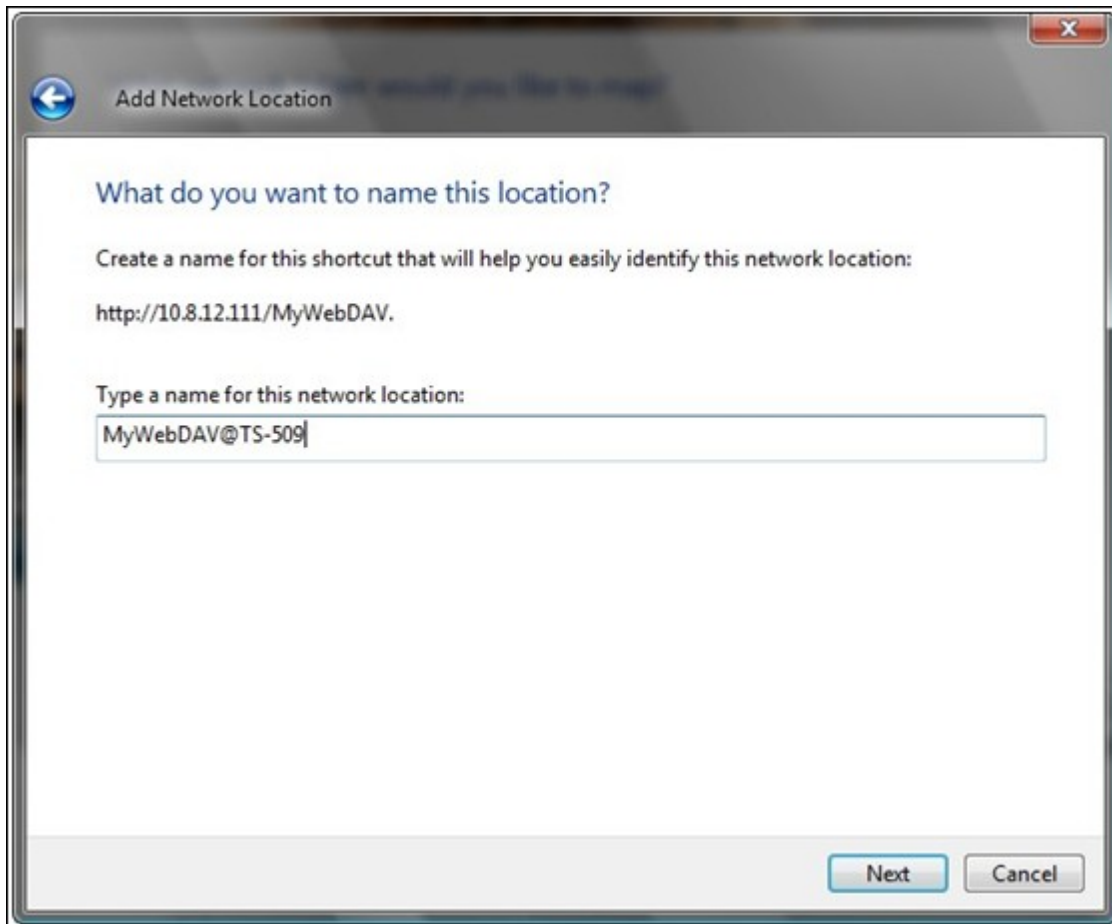 Add Network Location
What do you want to name this location?
Create a name for this shortcut that will help you easily identify this network location:
http://10.8.12.111/MyWebDAV.
Type a name for this network location:
MyWebDAV@TS-509
Next
Cancel